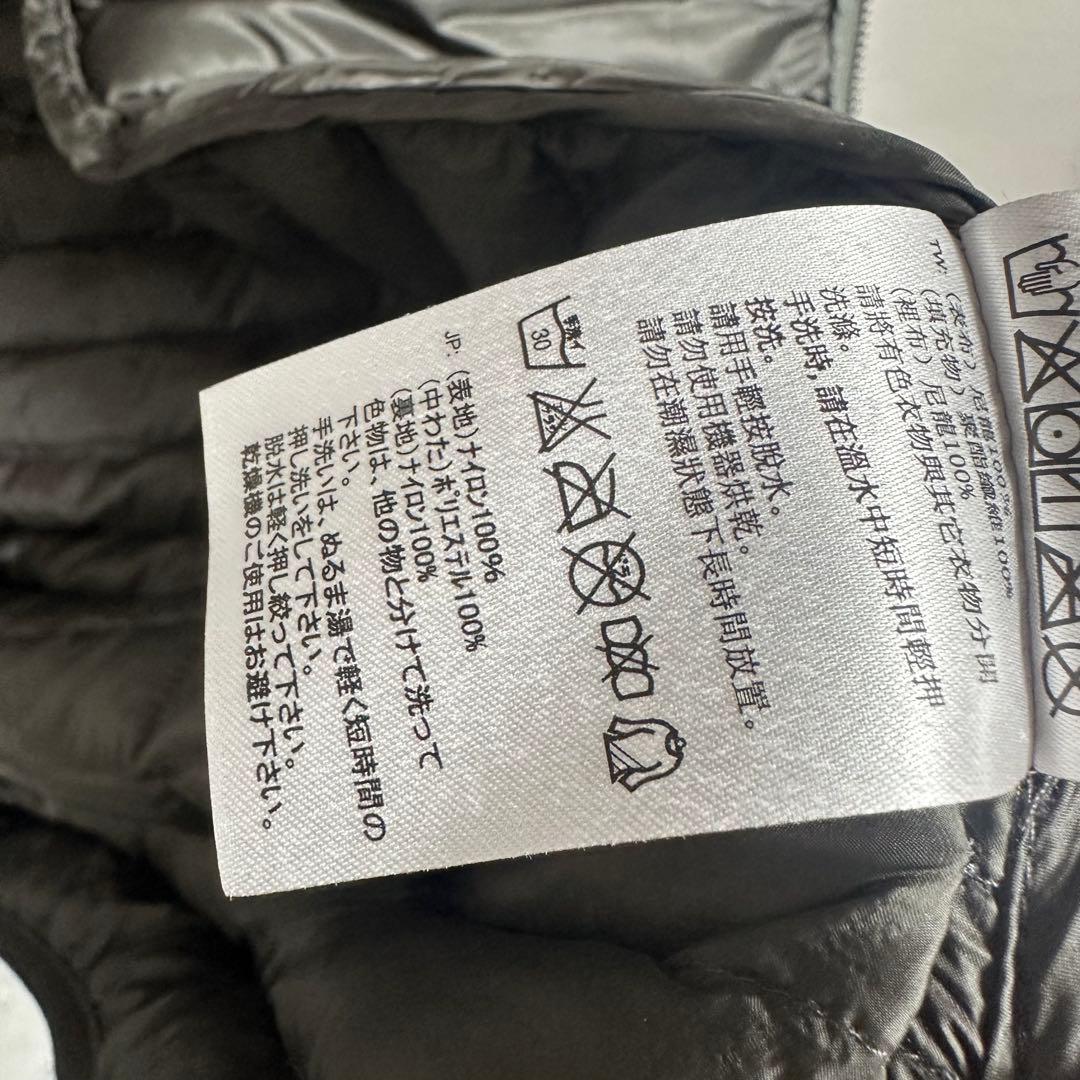 TW:
(衣布) 尼龍100%
(填充物) 聚酯纖維100%
(裡布) 尼龍100%
請將有色衣物與其它衣物分開
洗滌。
手洗時, 請在溫水中短時間輕押
按洗。
請用手輕按脫水。
請勿使用機器烘乾。
請勿在潮濕狀態下長時間放置。
30
JP:
(表地) ナイロン100%
(中わた) ポリエステル100%
(裏地) ナイロン100%
色物は、他の物と分けて洗って
下さい。
手洗いは、ぬるま湯で軽く短時間の
押し洗いをして下さい。
脱水は軽く押し絞って下さい。
乾燥機のご使用はお避け下さい。